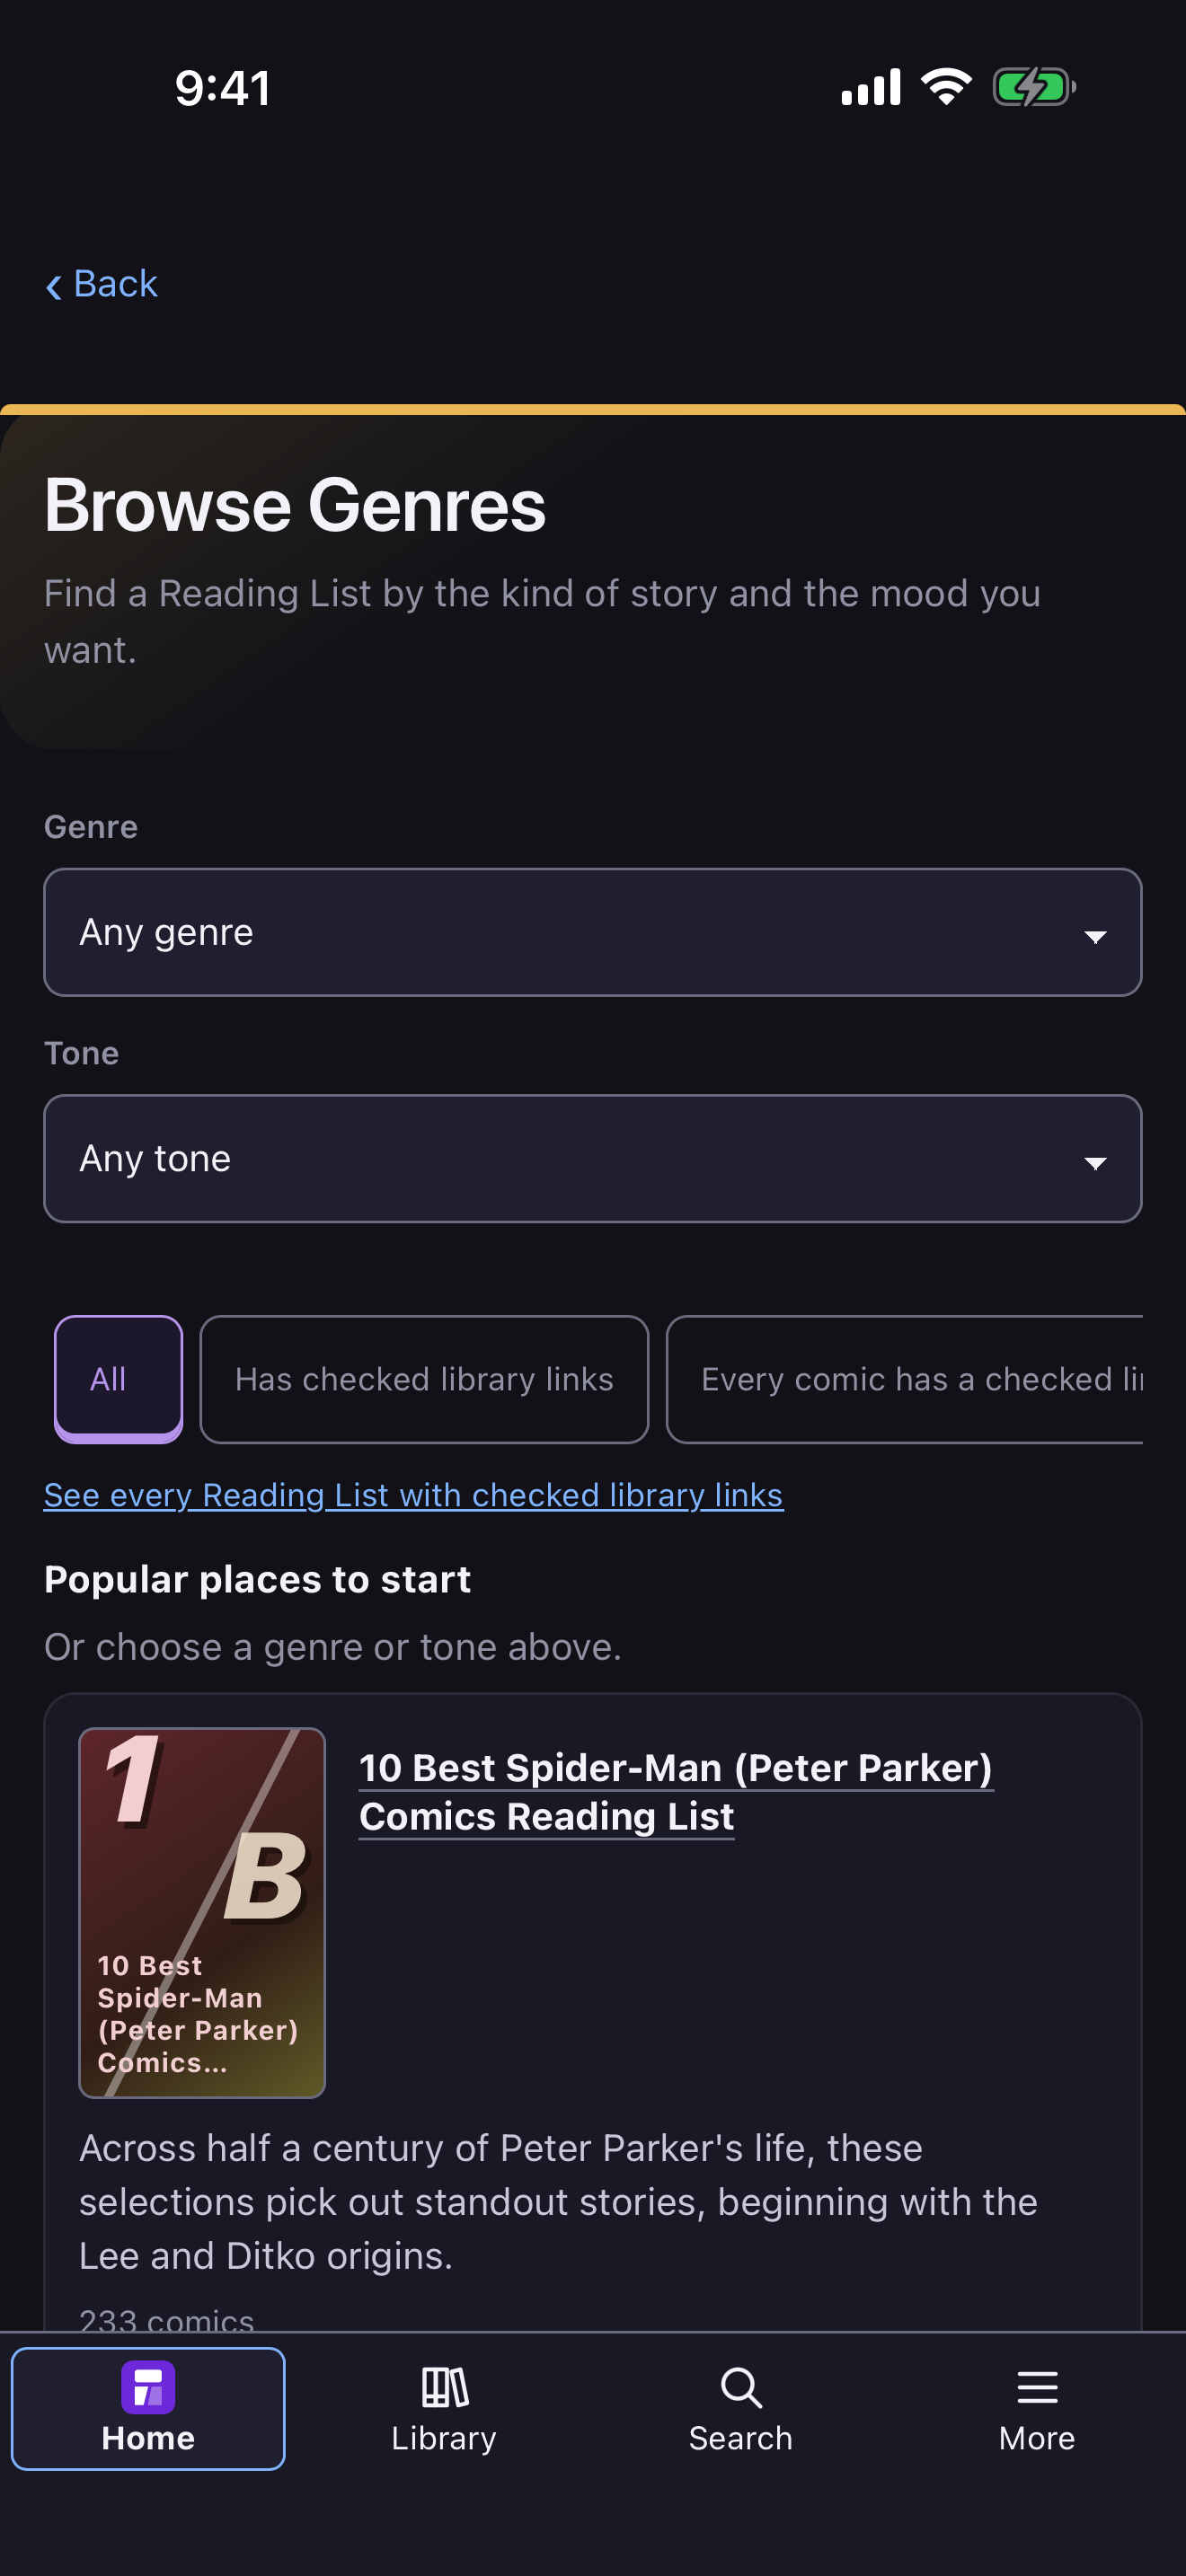 9:41
‹ Back
Browse Genres
Find a Reading List by the kind of story and the mood you
want.
Genre
Any genre
Tone
Any tone
All
Has checked library links
Every comic has a checked
See every Reading List with checked library links
Popular places to start
Or choose a genre or tone above.
1
B
10 Best
Spider-Man
(Peter Parker)
Comics...
10 Best Spider-Man (Peter Parker)
Comics Reading List
Across half a century of Peter Parker's life, these
selections pick out standout stories, beginning with the
Lee and Ditko origins.
233 comics
Home
Library
Search
More